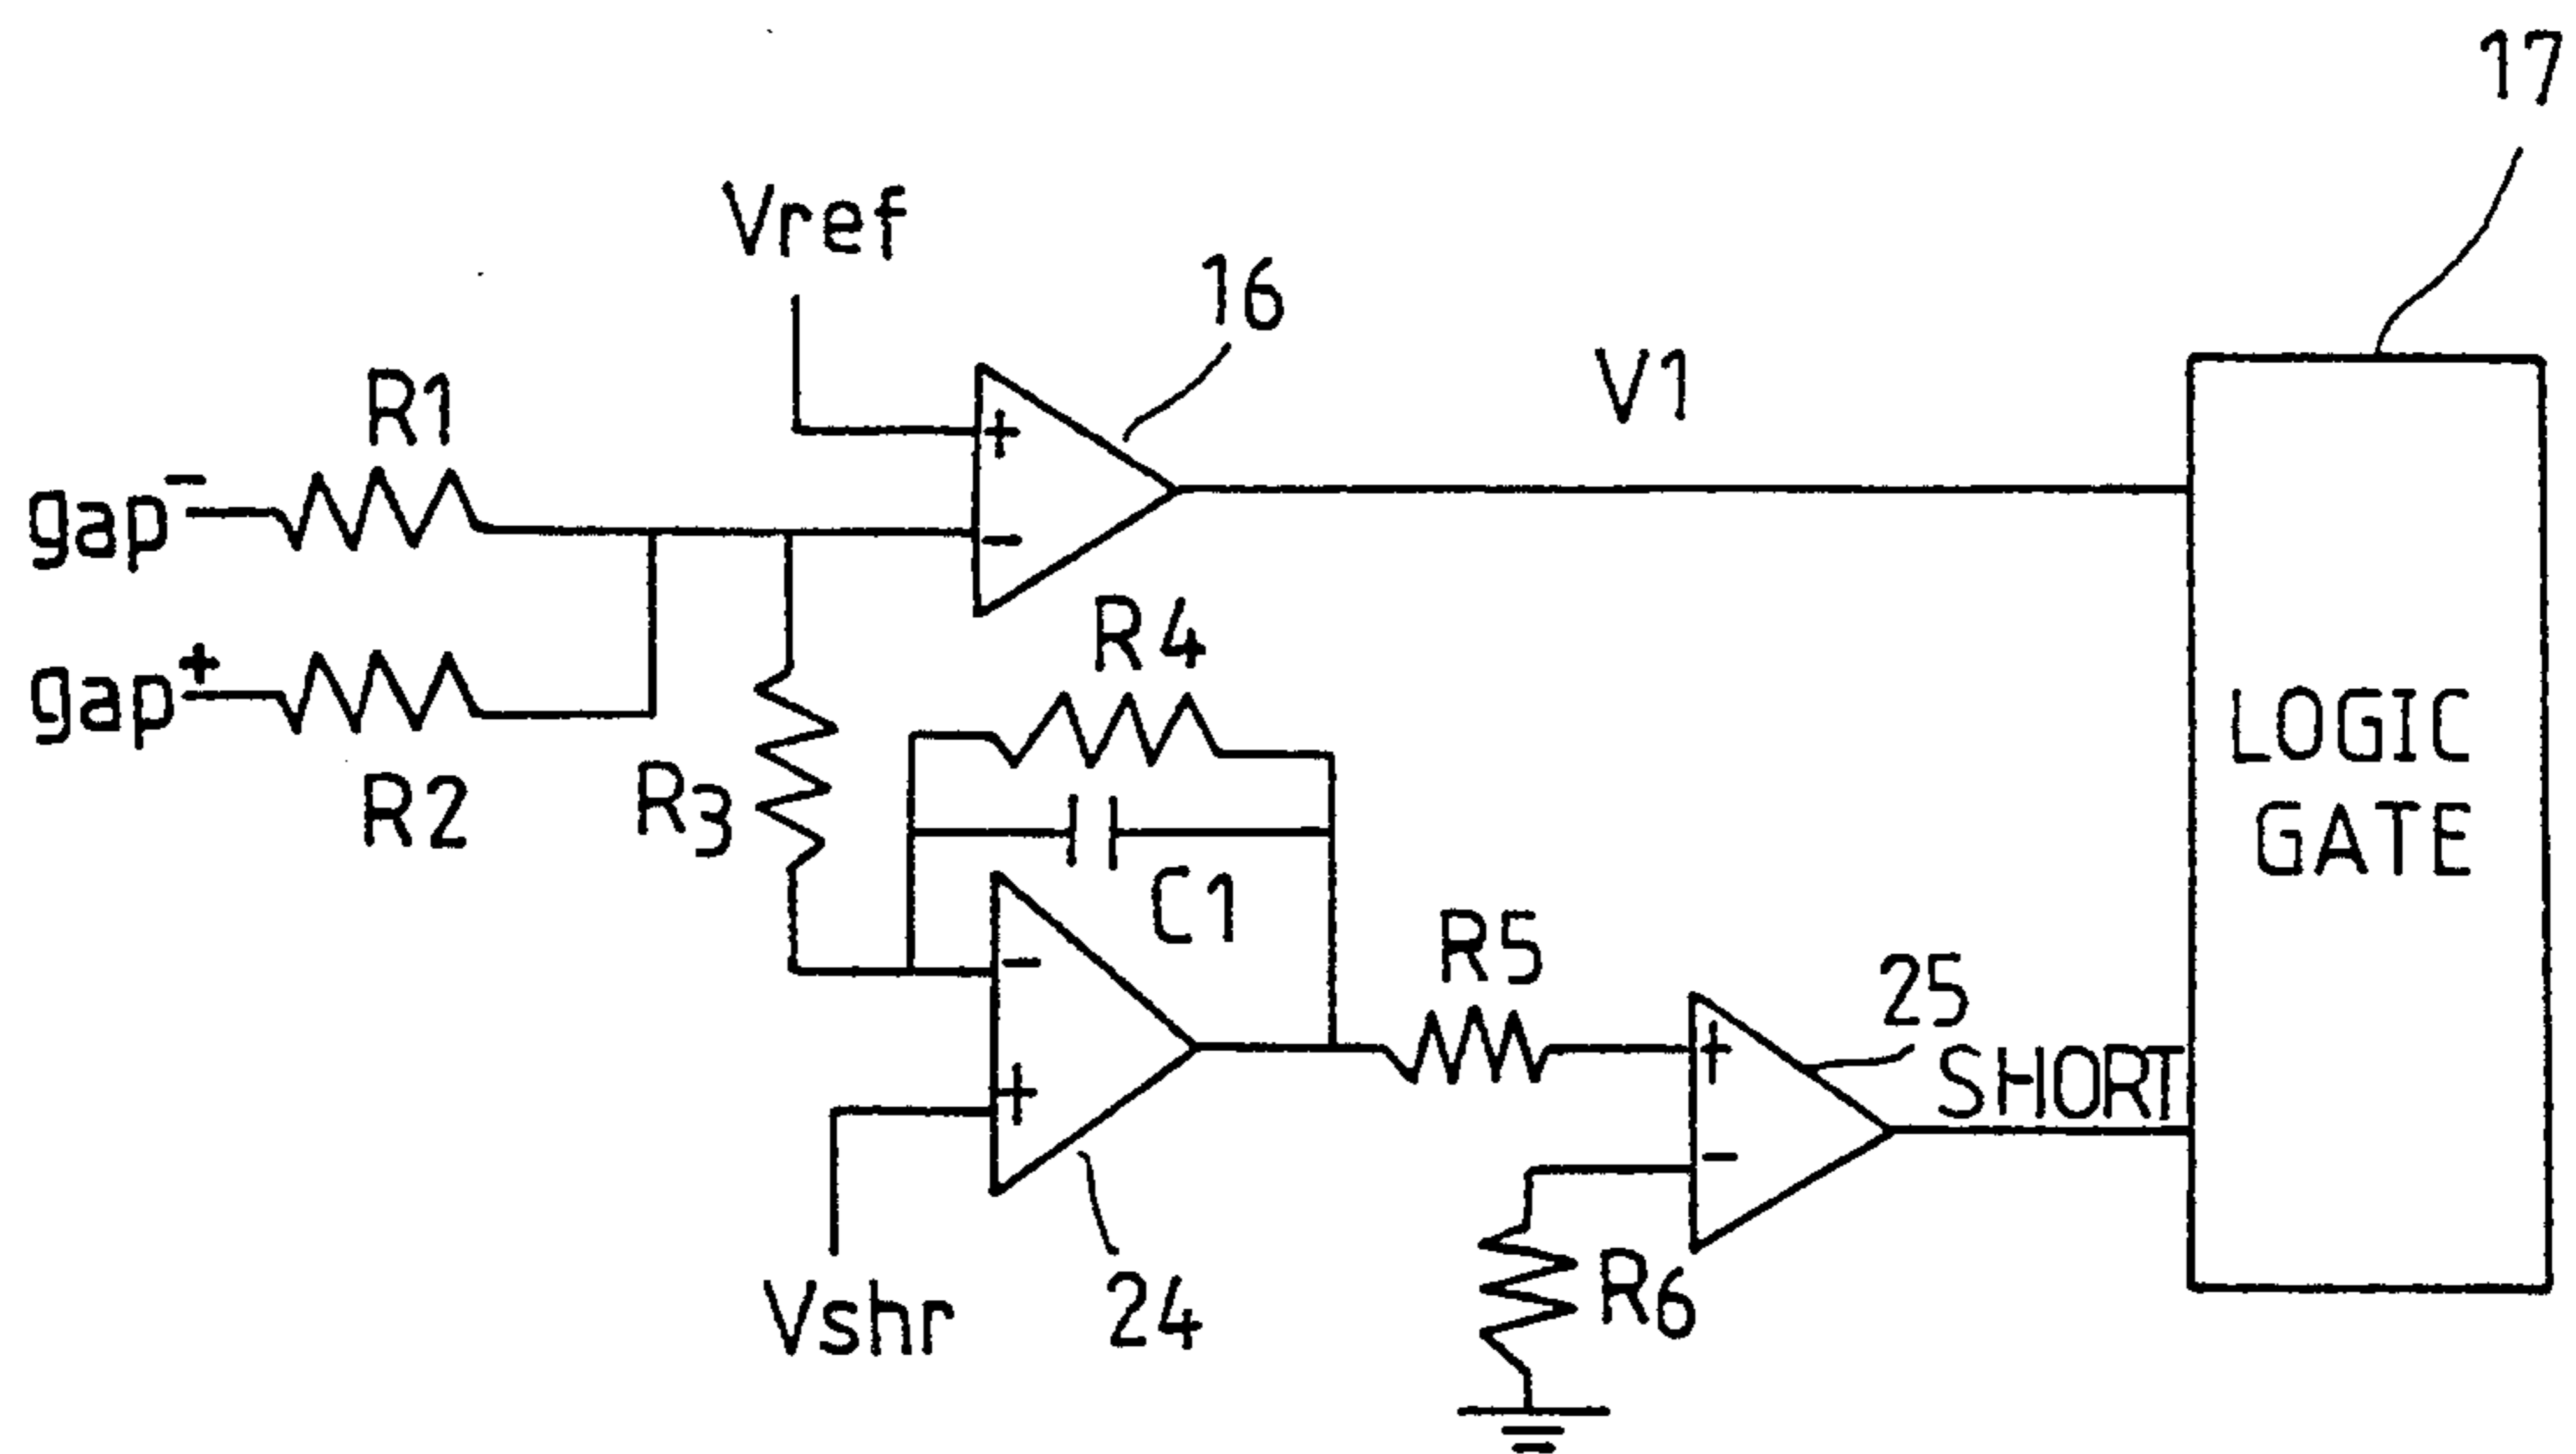 17
Vref
16
V1
R1
gap-
+
-
R4
gap+
R2
R3
LOGIC
GATE
C1
-
R5
25
+
+
SHORT
-
Vshr
24
R6